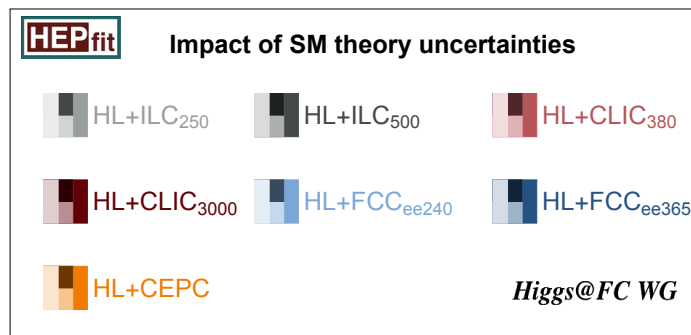 HEPfit Impact of SM theory uncertainties
HL+ILC250 HL+ILC500 HL+CLIC380
HL+CLIC3000 HL+FCCee240 HL+FCCee365
HL+CEPC Higgs@FC WG